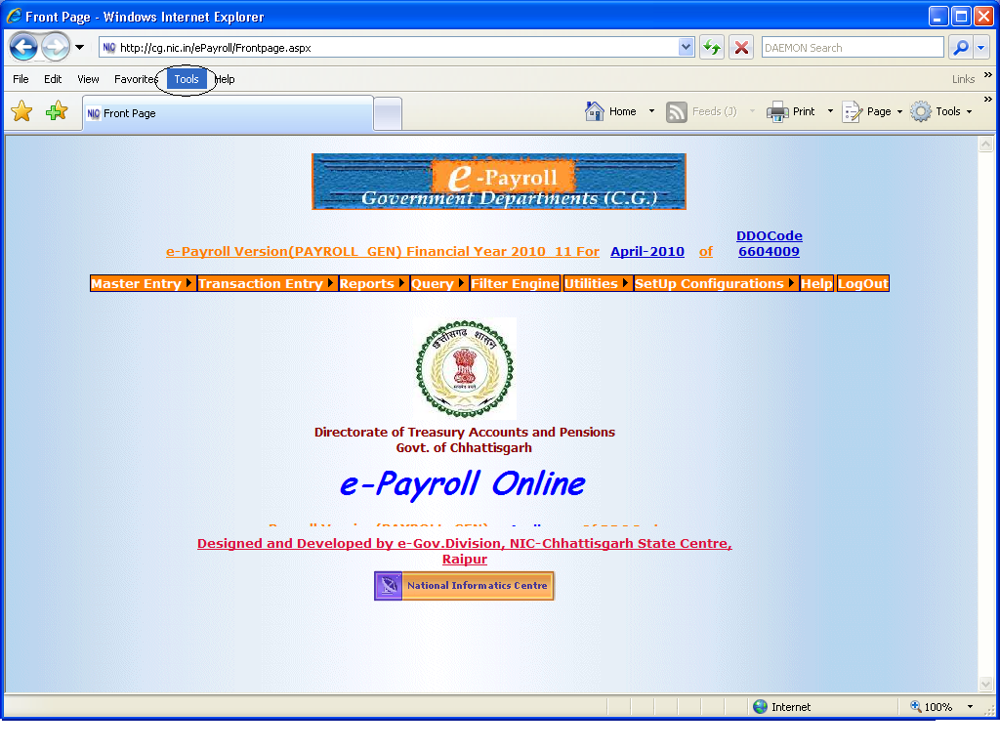 Front Page - Windows Internet Explorer
http://cg.nic.in/ePayroll/Frontpage.aspx
DAEMON Search
File Edit View Favorites Tools Help Links
Front Page
Home Feeds (J) Print Page Tools
e-Payroll
Government Departments (C.G.)
e-Payroll Version(PAYROLL_GEN) Financial Year 2010_11 For April-2010 of DDOCode 6604009
Master Entry Transaction Entry Reports Query Filter Engine Utilities SetUp Configurations Help LogOut
छत्तीसगढ़ शासन
Directorate of Treasury Accounts and Pensions
Govt. of Chhattisgarh
e-Payroll Online
Designed and Developed by e-Gov.Division, NIC-Chhattisgarh State Centre,
Raipur
National Informatics Centre
Internet 100%